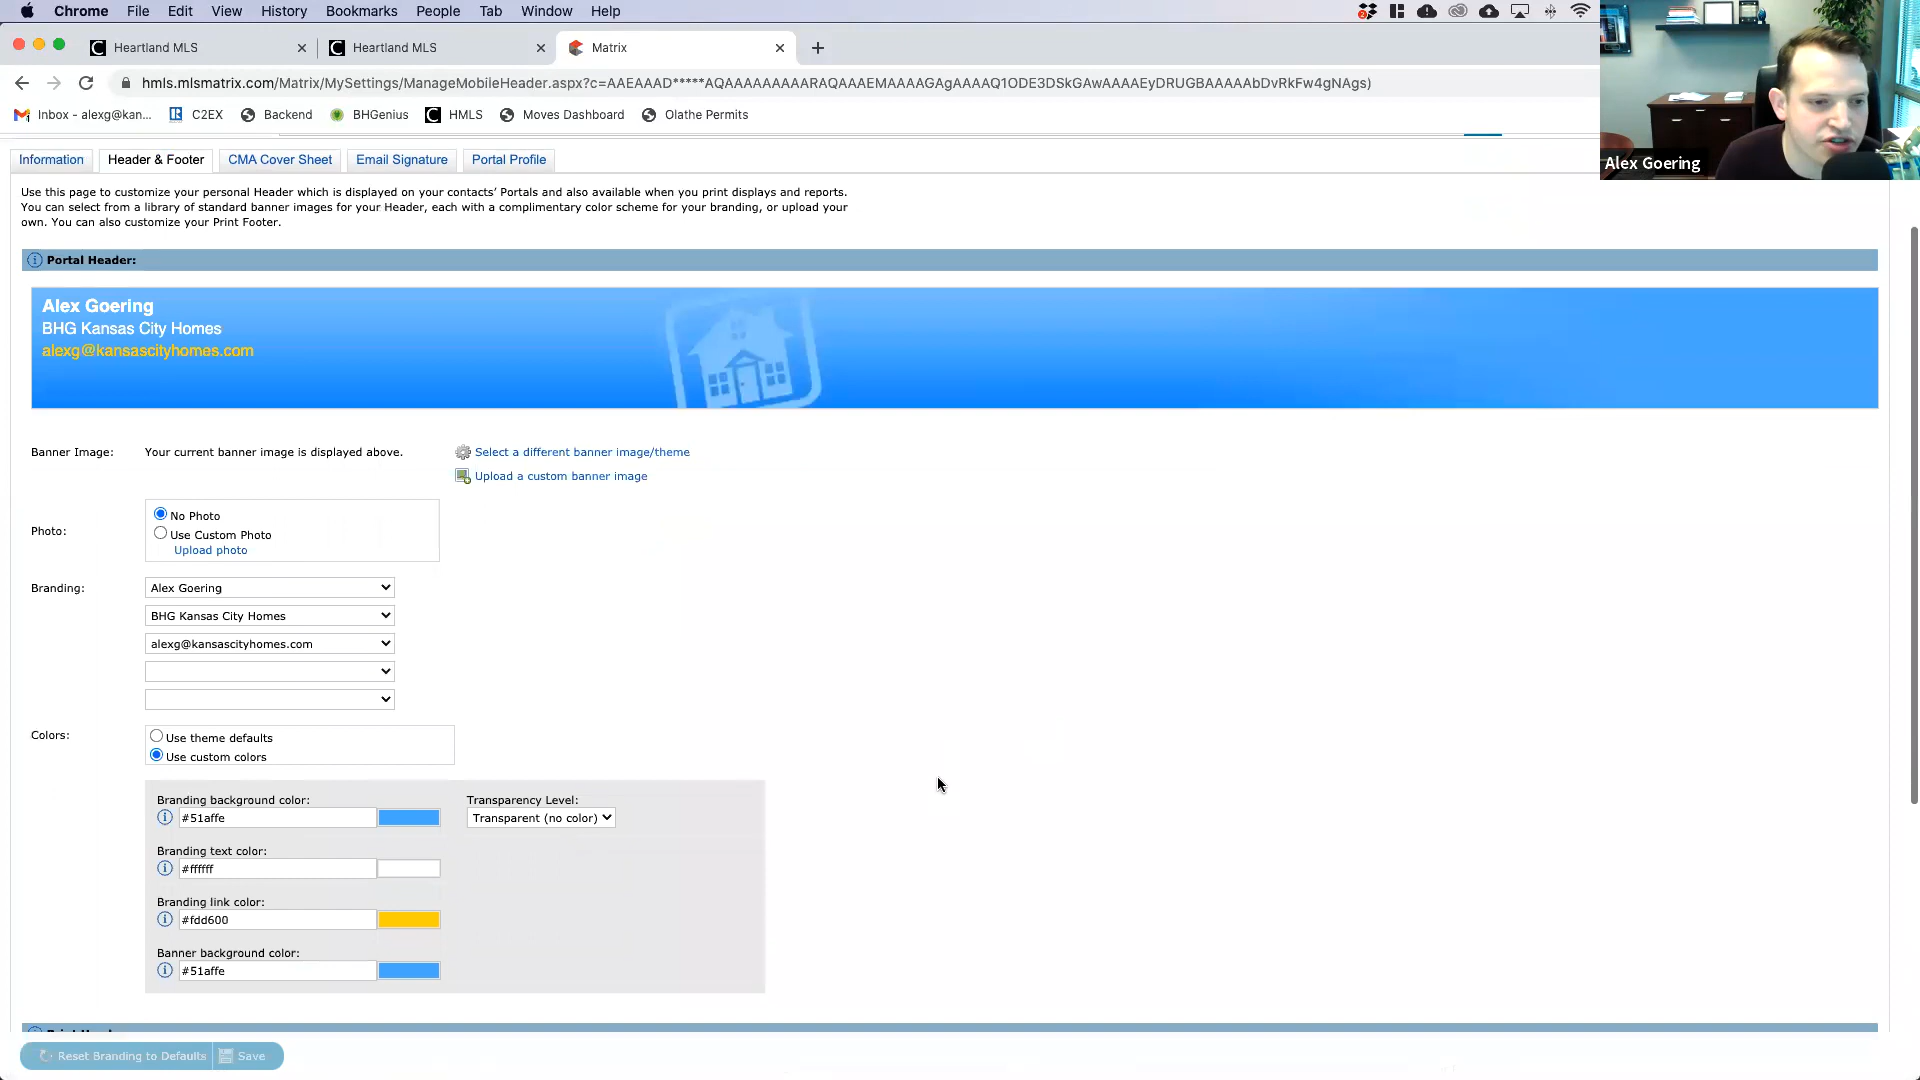 Chrome File Edit View History Bookmarks People Tab Window Help
Heartland MLS
Heartland MLS
Matrix
hmls.mlsmatrix.com/Matrix/MySettings/ManageMobileHeader.aspx?c=AAEAAAD*****AQAAAAAAAAARAQAAAEMAAAAGAgAAAAQ1ODE3DSkGAwAAAAEyDRUGBAAAAAbDvRkFw4gNAgs)
Inbox - alexg@kan... C2EX Backend BHGenius HMLS Moves Dashboard Olathe Permits
Alex Goering
Information Header & Footer CMA Cover Sheet Email Signature Portal Profile
Use this page to customize your personal Header which is displayed on your contacts' Portals and also available when you print displays and reports.
You can select from a library of standard banner images for your Header, each with a complimentary color scheme for your branding, or upload your
own. You can also customize your Print Footer.
Portal Header:
Alex Goering
BHG Kansas City Homes
alexg@kansascityhomes.com
Banner Image: Your current banner image is displayed above. Select a different banner image/theme
Upload a custom banner image
Photo:
No Photo
Use Custom Photo
Upload photo
Branding:
Alex Goering
BHG Kansas City Homes
alexg@kansascityhomes.com
Colors:
Use theme defaults
Use custom colors
Branding background color: Transparency Level:
#51affe Transparent (no color)
Branding text color:
#ffffff
Branding link color:
#fdd600
Banner background color:
#51affe
Reset Branding to Defaults Save